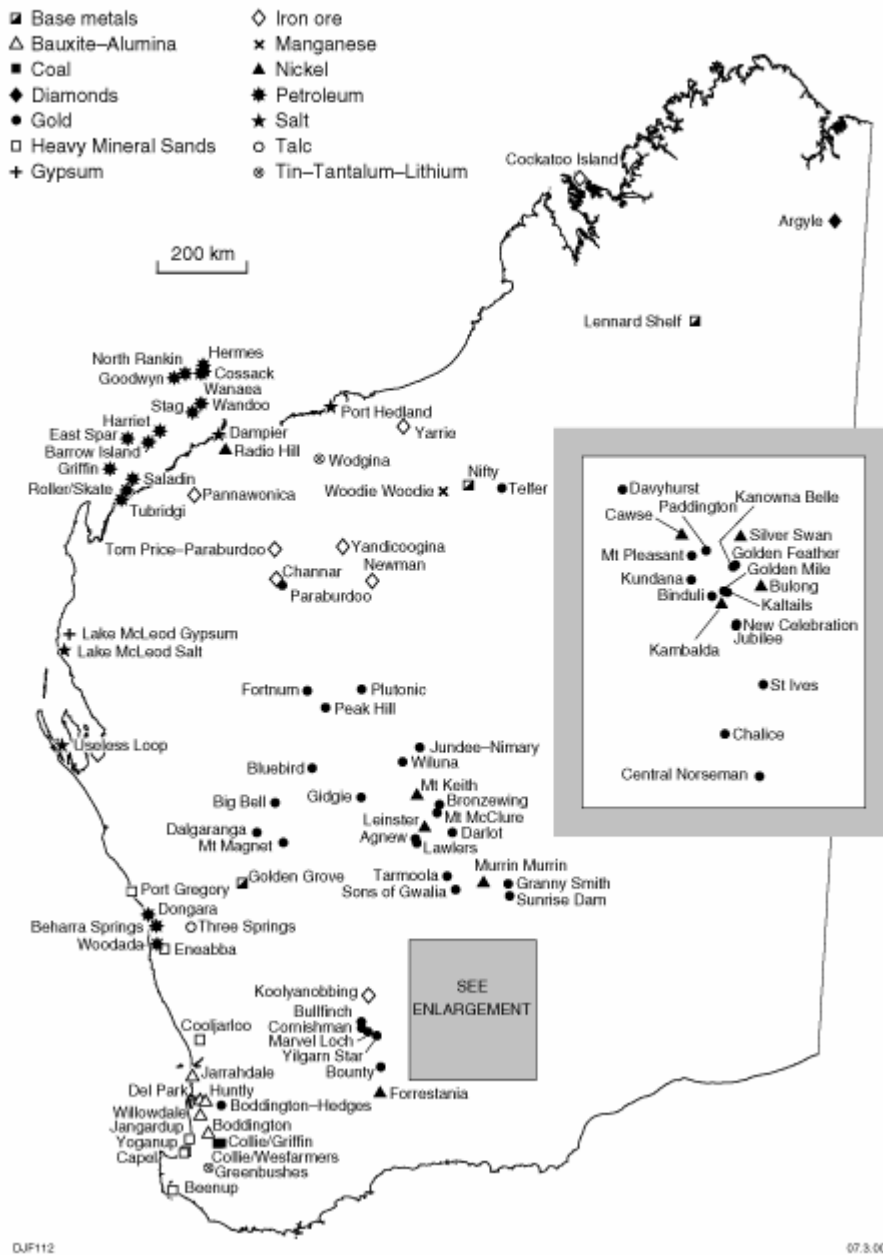 Base metals
Bauxite–Alumina
Coal
Diamonds
Gold
Heavy Mineral Sands
Gypsum
Iron ore
Manganese
Nickel
Petroleum
Salt
Talc
Tin–Tantalum–Lithium
200 km
Cockatoo Island
Argyle
Lennard Shelf
North Rankin
Hermes
Goodwyn
Cossack
Wanaea
Stag
Wandoo
Harriet
Port Hedland
East Spar
Dampier
Yarrie
Barrow Island
Radio Hill
Wodgina
Griffin
Nifty
Saladin
Roller/Skate
Pannawonica
Woodie Woodie
Telfer
Tubridgi
Tom Price–Paraburdoo
Yandicoogina
Newman
Channar
Paraburdoo
Lake McLeod Gypsum
Lake McLeod Salt
Fortnum
Plutonic
Peak Hill
Useless Loop
Jundee–Nimary
Wiluna
Bluebird
Mt Keith
Big Bell
Gidgie
Bronzewing
Mt McClure
Leinster
Dalgaranga
Agnew
Darlot
Mt Magnet
Lawlers
Murrin Murrin
Golden Grove
Tarmoola
Granny Smith
Port Gregory
Sons of Gwalia
Sunrise Dam
Dongara
Beharra Springs
Three Springs
Woodada
Eneabba
SEE
ENLARGEMENT
Koolyanobbing
Bullfinch
Cooljarloo
Cornishman
Marvel Loch
Yilgarn Star
Bounty
Jarrahdale
Del Park
Huntly
Forrestania
Willowdale
Boddington–Hedges
Jangardup
Boddington
Yoganup
Collie/Griffin
Capel
Collie/Wesfarmers
Greenbushes
Beenup
Davyhurst
Kanowna Belle
Paddington
Cawse
Silver Swan
Mt Pleasant
Golden Feather
Golden Mile
Kundana
Bulong
Binduli
Kaltails
New Celebration
Jubilee
Kambalda
St Ives
Chalice
Central Norseman
DJF112